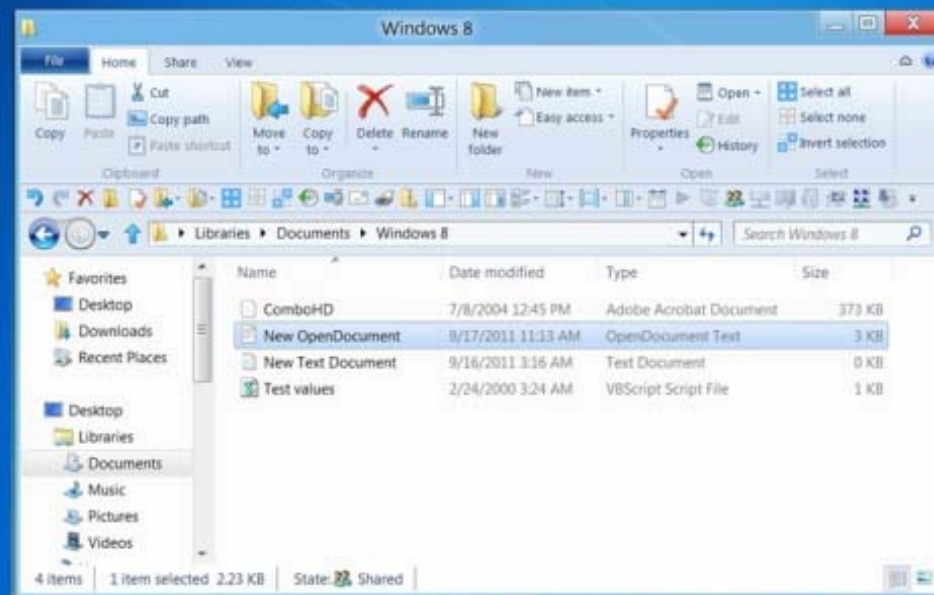 Windows 8
File Home Share View
Copy Paste Cut Copy path Paste shortcut Move to Copy to Delete Rename New folder New item Easy access Properties Open Edit History Select all Select none Invert selection
Clipboard Organize New Open Select
Libraries Documents Windows 8 Search Windows 8
Favorites
Desktop
Downloads
Recent Places
Desktop
Libraries
Documents
Music
Pictures
Videos
Name Date modified Type Size
ComboHD 7/8/2004 12:45 PM Adobe Acrobat Document 373 KB
New OpenDocument 9/17/2011 11:13 AM OpenDocument Text 3 KB
New Text Document 9/16/2011 3:16 AM Text Document 0 KB
Test values 2/24/2000 3:24 AM VBScript Script File 1 KB
4 items 1 item selected 2.23 KB State: Shared